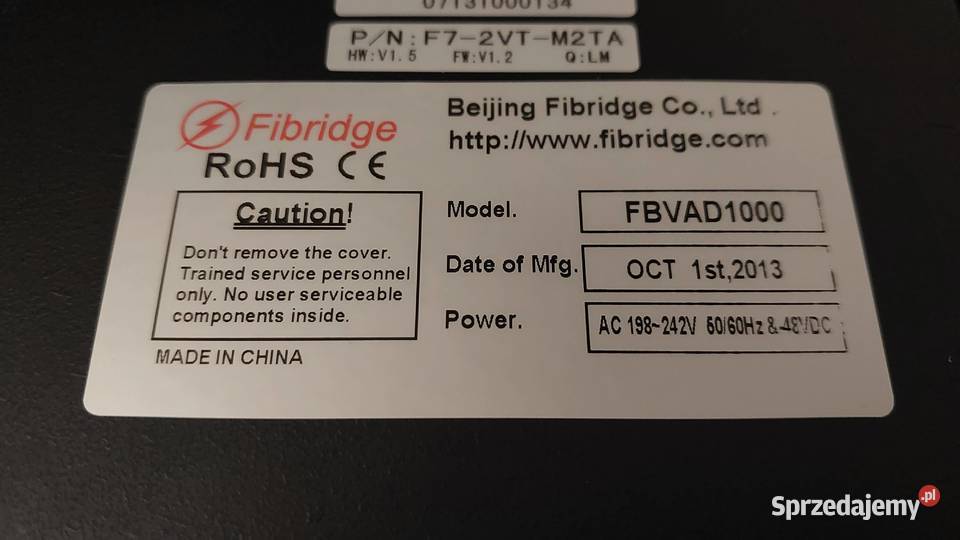 07131000134
P/N:F7-2VT-M2TA
HW:V1.5 FW:V1.2 Q:LM
Fibridge
RoHS CE
Beijing Fibridge Co., Ltd .
http://www.fibridge.com
Caution!
Don't remove the cover.
Trained service personnel
only. No user serviceable
components inside.
MADE IN CHINA
Model. FBVAD1000
Date of Mfg. OCT 1st,2013
Power. AC 198~242V 50/60Hz &-48VDC
Sprzedajemy.pl